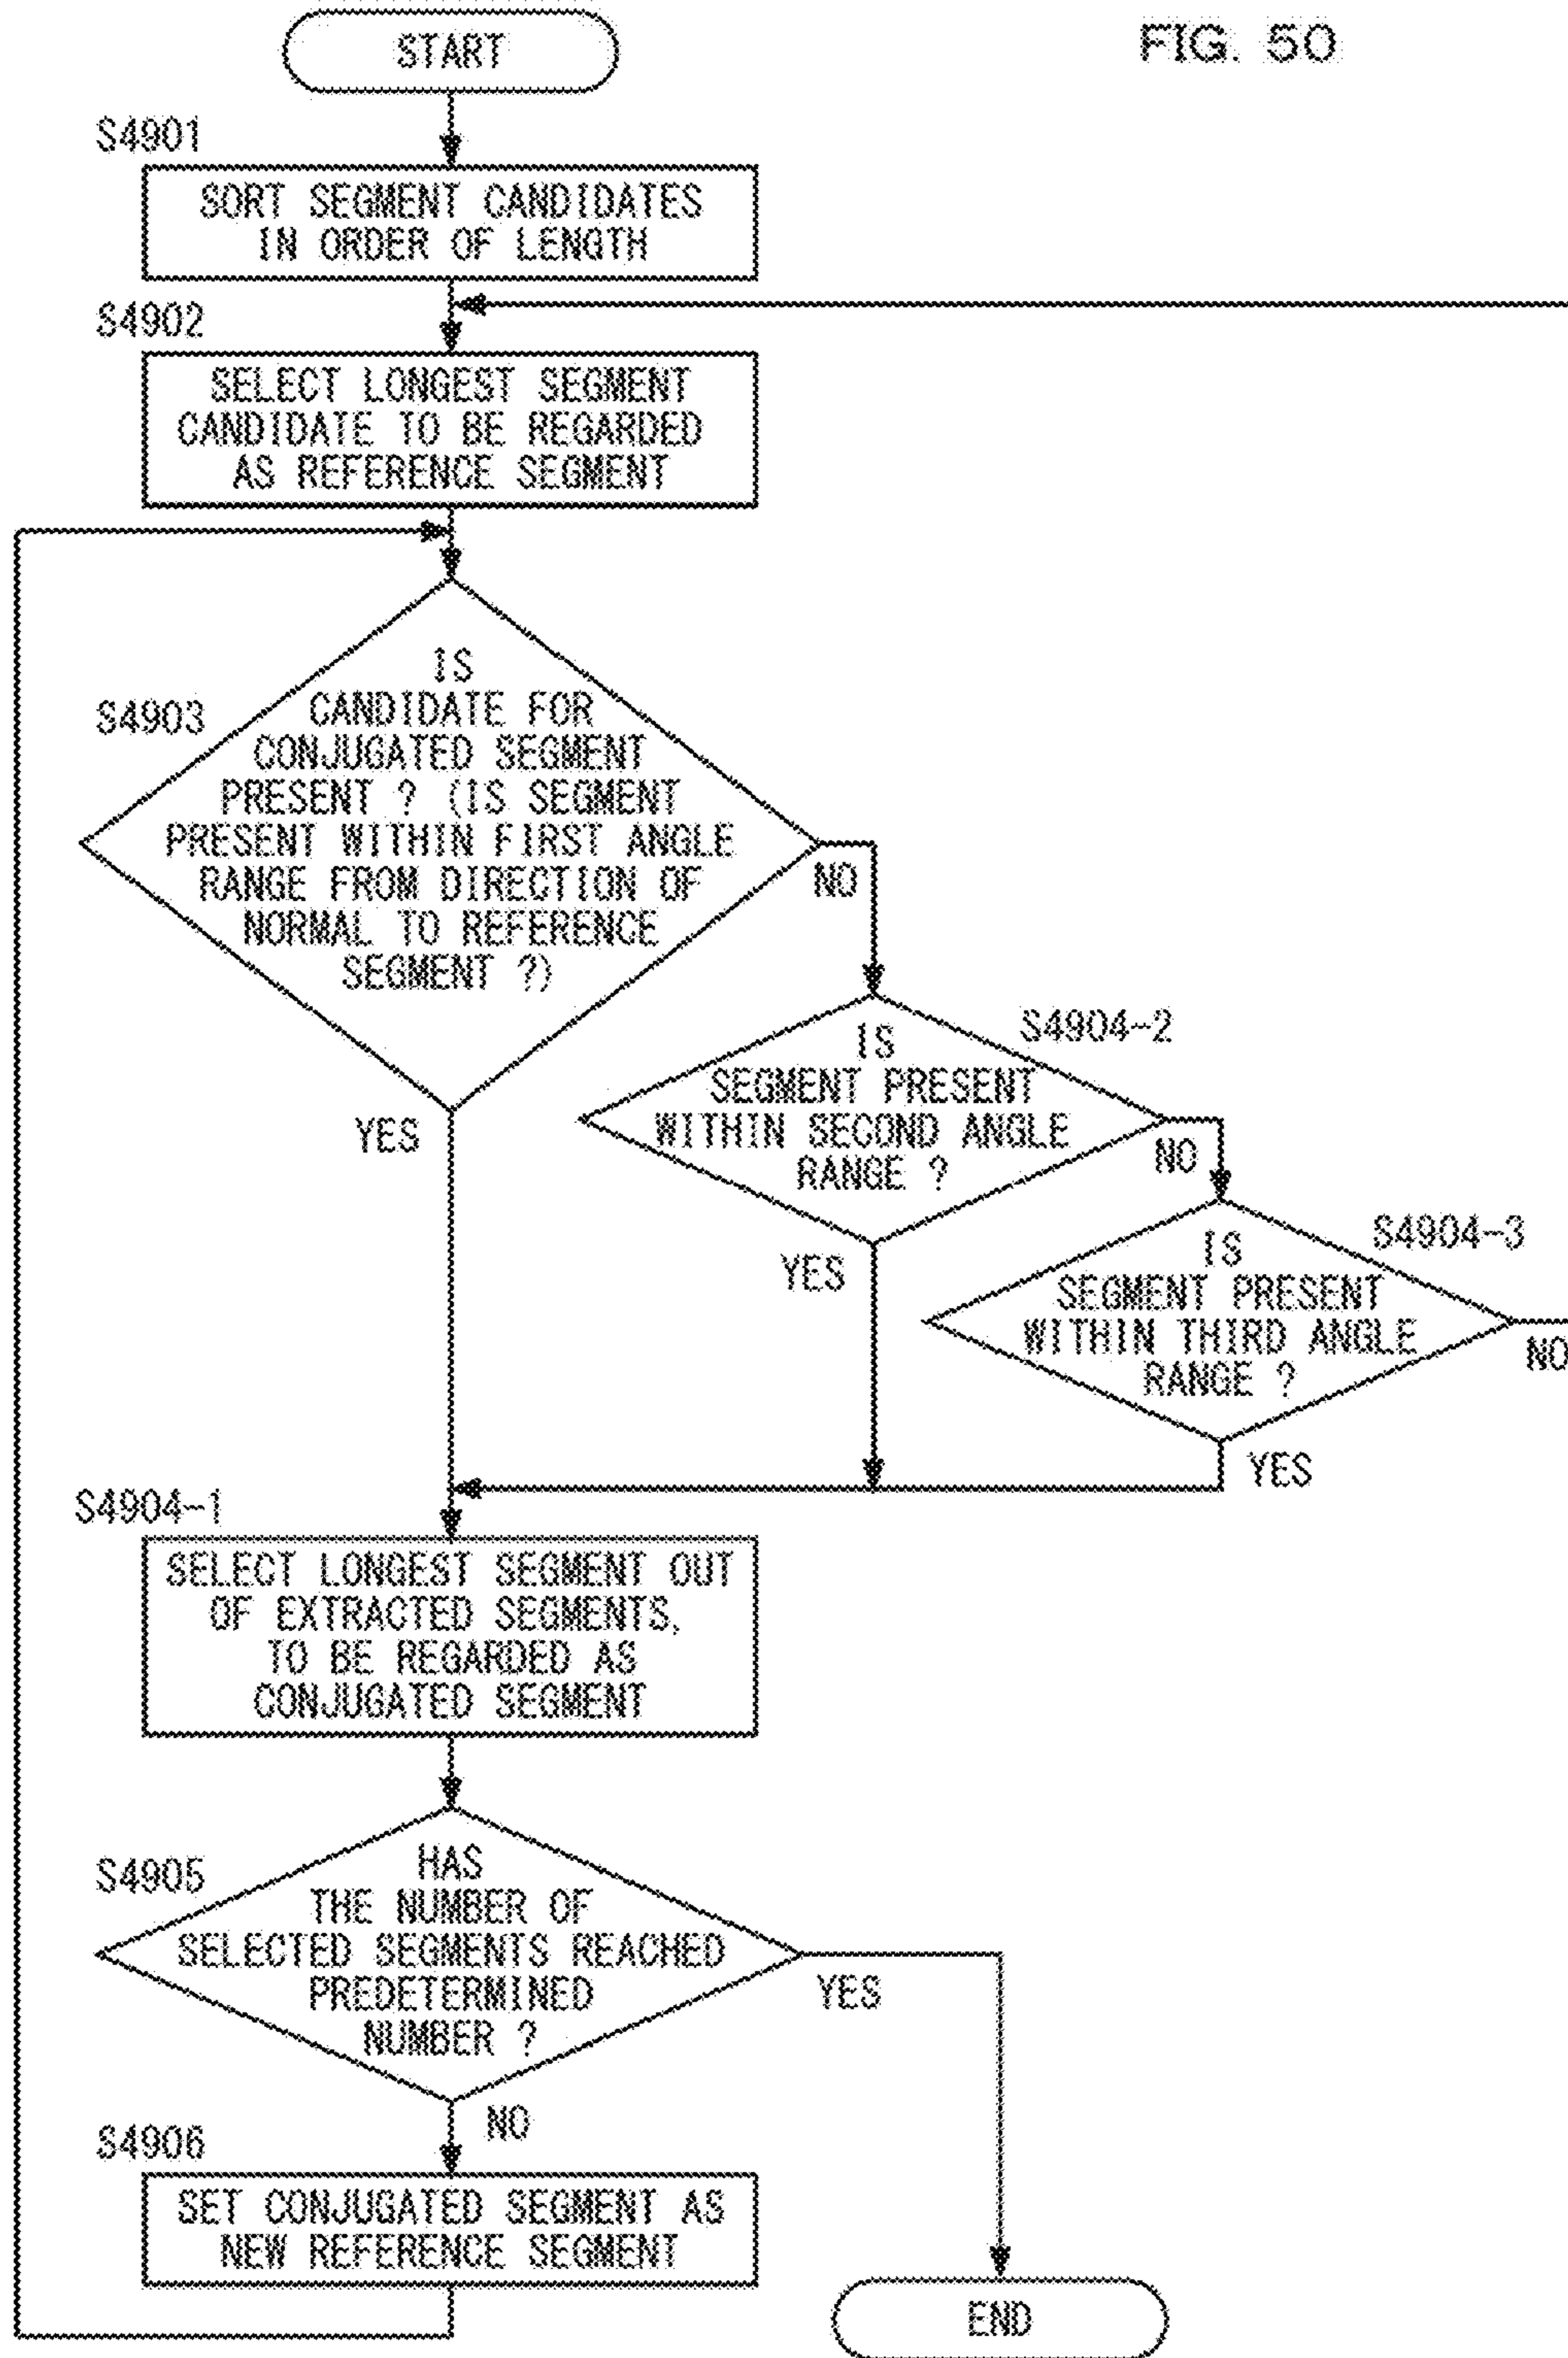 FIG. 50
START
S4901
SORT SEGMENT CANDIDATES
IN ORDER OF LENGTH
S4902
SELECT LONGEST SEGMENT
CANDIDATE TO BE REGARDED
AS REFERENCE SEGMENT
S4903
IS
CANDIDATE FOR
CONJUGATED SEGMENT
PRESENT ? (IS SEGMENT
PRESENT WITHIN FIRST ANGLE
RANGE FROM DIRECTION OF
NORMAL TO REFERENCE
SEGMENT ?)
NO
YES
S4904-2
IS
SEGMENT PRESENT
WITHIN SECOND ANGLE
RANGE ?
NO
YES
S4904-3
IS
SEGMENT PRESENT
WITHIN THIRD ANGLE
RANGE ?
NO
YES
S4904-1
SELECT LONGEST SEGMENT OUT
OF EXTRACTED SEGMENTS,
TO BE REGARDED AS
CONJUGATED SEGMENT
S4905
HAS
THE NUMBER OF
SELECTED SEGMENTS REACHED
PREDETERMINED
NUMBER ?
YES
NO
S4906
SET CONJUGATED SEGMENT AS
NEW REFERENCE SEGMENT
END